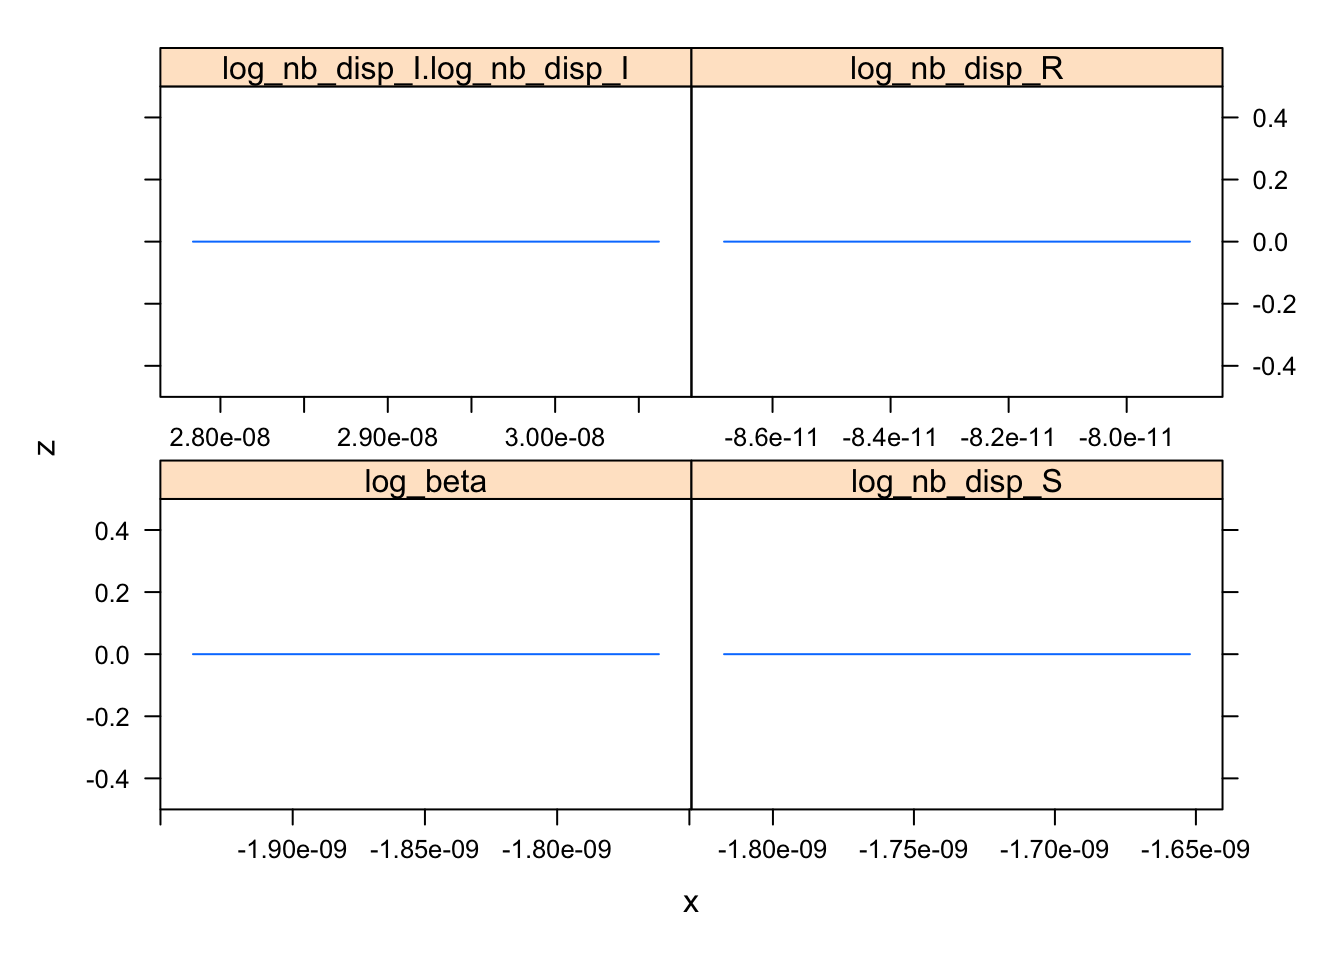 log_nb_disp_I.log_nb_disp_I log_nb_disp_R
0.4
0.2
0.0
-0.2
-0.4
2.80e-08 2.90e-08 3.00e-08 -8.6e-11 -8.4e-11 -8.2e-11 -8.0e-11
z
log_beta log_nb_disp_S
0.4
0.2
0.0
-0.2
-0.4
-1.90e-09 -1.85e-09 -1.80e-09 -1.80e-09 -1.75e-09 -1.70e-09 -1.65e-09
x